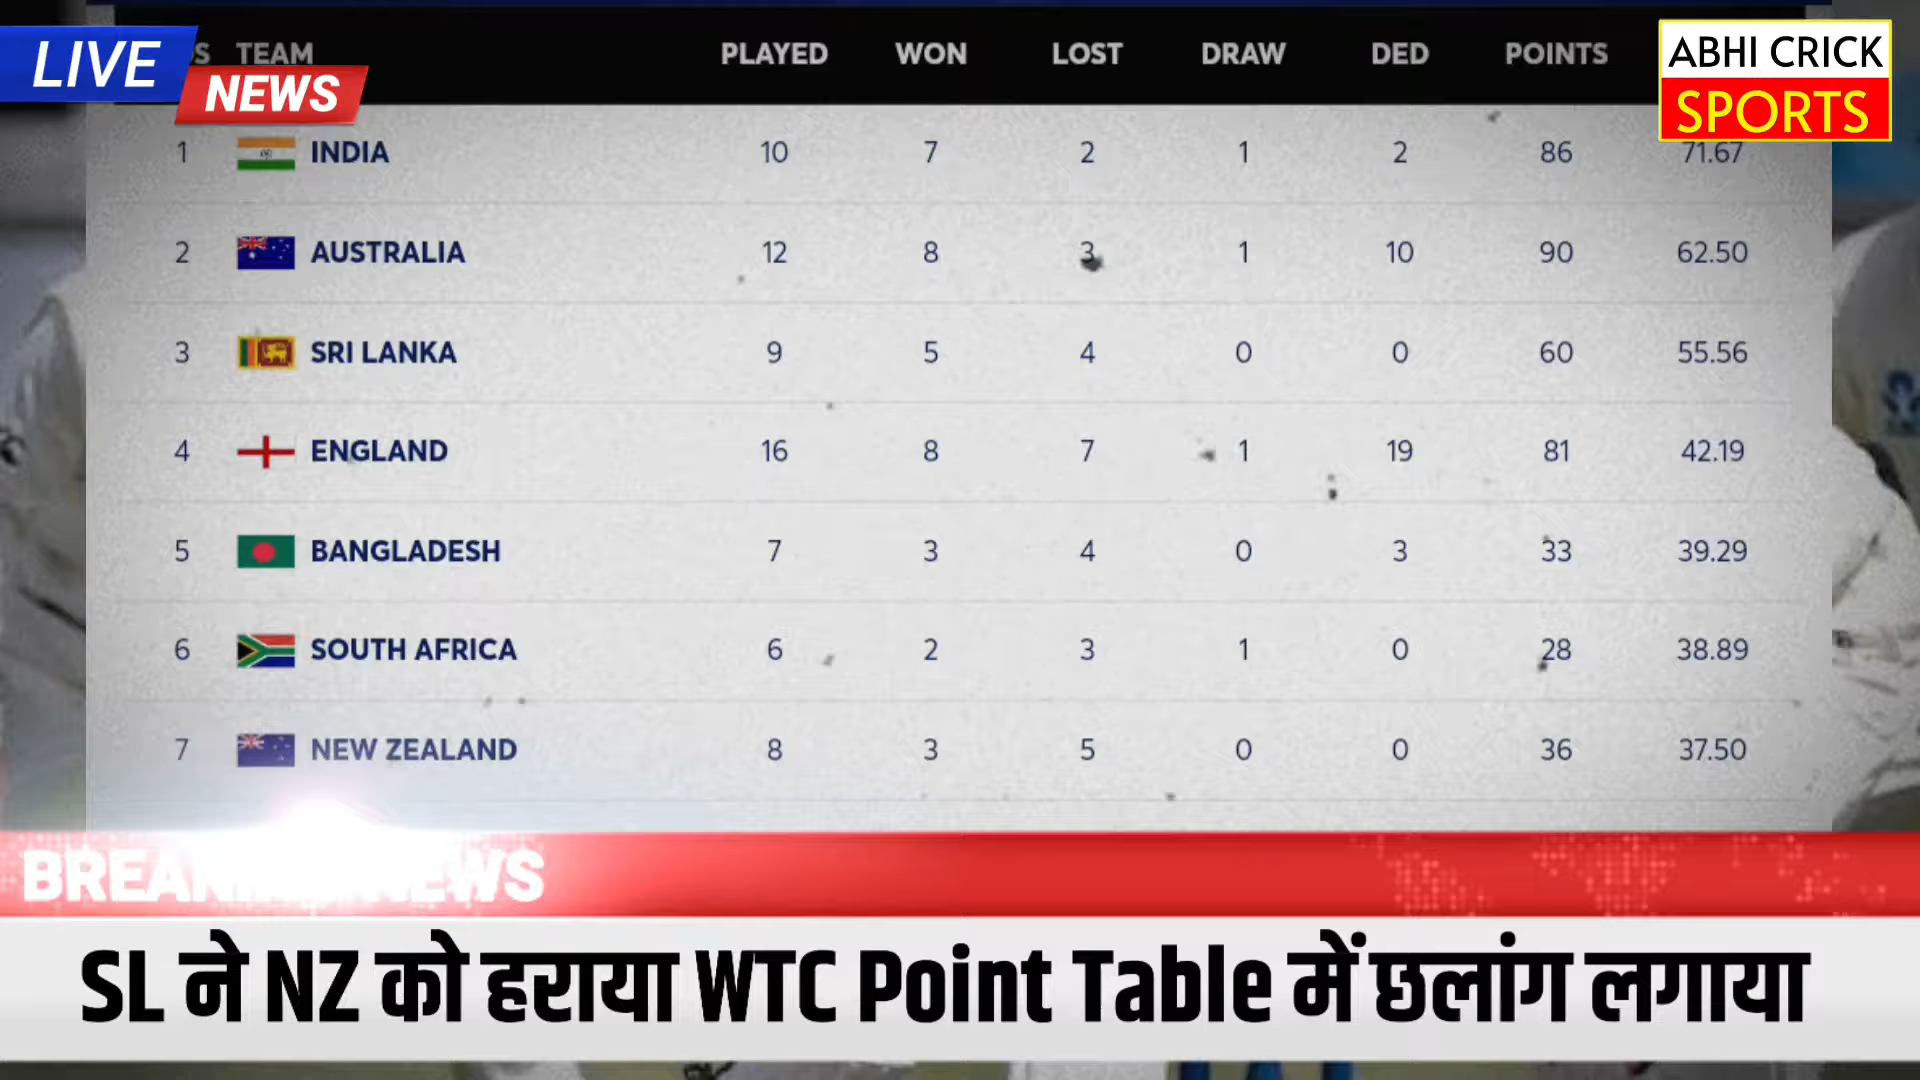 LIVE
NEWS
S TEAM PLAYED WON LOST DRAW DED POINTS
ABHI CRICK
SPORTS
1 INDIA 10 7 2 1 2 86 71.67
2 AUSTRALIA 12 8 3 1 10 90 62.50
3 SRI LANKA 9 5 4 0 0 60 55.56
4 ENGLAND 16 8 7 1 19 81 42.19
5 BANGLADESH 7 3 4 0 3 33 39.29
6 SOUTH AFRICA 6 2 3 1 0 28 38.89
7 NEW ZEALAND 8 3 5 0 0 36 37.50
BREAKING NEWS
SL ने NZ को हराया WTC Point Table में छलांग लगाया